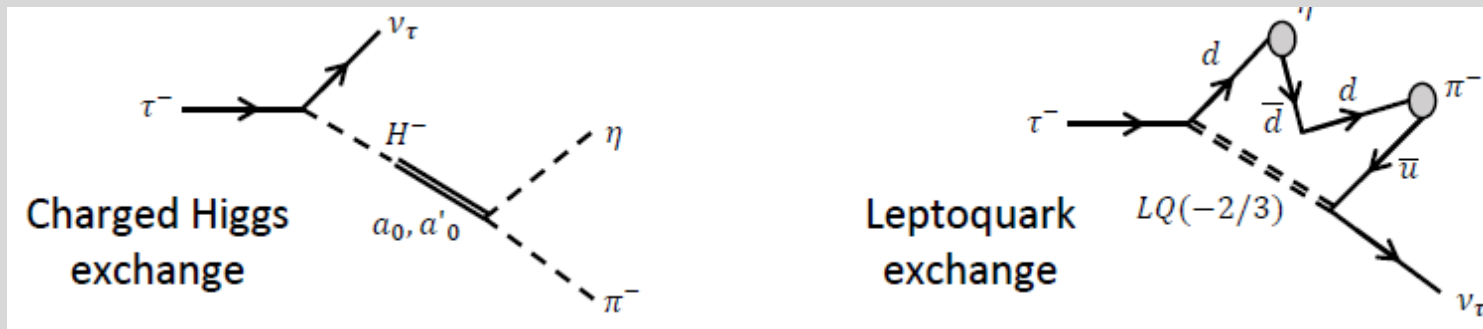 ν_τ
τ⁻
H⁻
η
Charged Higgs
exchange
a₀, a'₀
π⁻
η
d
d
π⁻
d̅
τ⁻
u̅
Leptoquark
exchange
LQ(−2/3)
ν_τ